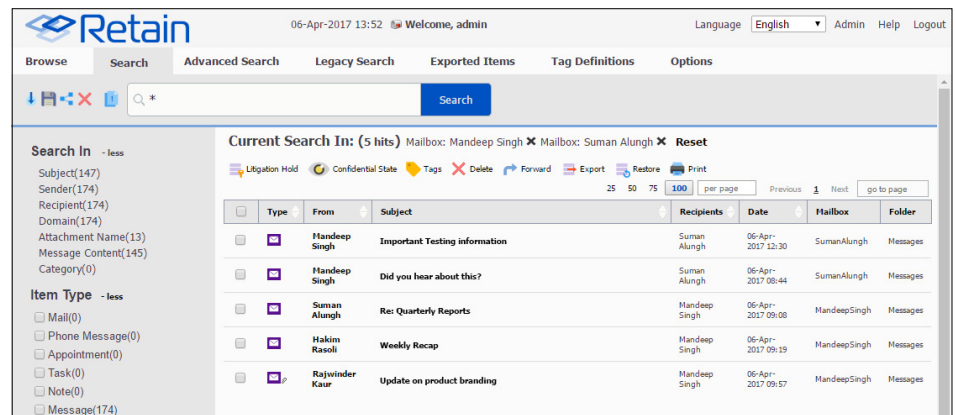 Retain
06-Apr-2017 13:52 Welcome, admin
Language English Admin Help Logout
Browse Search Advanced Search Legacy Search Exported Items Tag Definitions Options
* Search
Search In - less
Subject(147)
Sender(174)
Recipient(174)
Domain(174)
Attachment Name(13)
Message Content(145)
Category(0)
Item Type - less
Mail(0)
Phone Message(0)
Appointment(0)
Task(0)
Note(0)
Message(174)
Current Search In: (5 hits) Mailbox: Mandeep Singh ✖ Mailbox: Suman Alungh ✖ Reset
Litigation Hold Confidential State Tags Delete Forward Export Restore Print
25 50 75 100 per page Previous 1 Next go to page
Type From Subject Recipients Date Mailbox Folder
Mandeep Singh Important Testing information Suman Alungh 06-Apr-2017 12:30 SumanAlungh Messages
Mandeep Singh Did you hear about this? Suman Alungh 06-Apr-2017 08:44 SumanAlungh Messages
Suman Alungh Re: Quarterly Reports Mandeep Singh 06-Apr-2017 09:08 MandeepSingh Messages
Hakim Rasoli Weekly Recap Mandeep Singh 06-Apr-2017 09:19 MandeepSingh Messages
Rajwinder Kaur Update on product branding Mandeep Singh 06-Apr-2017 09:57 MandeepSingh Messages